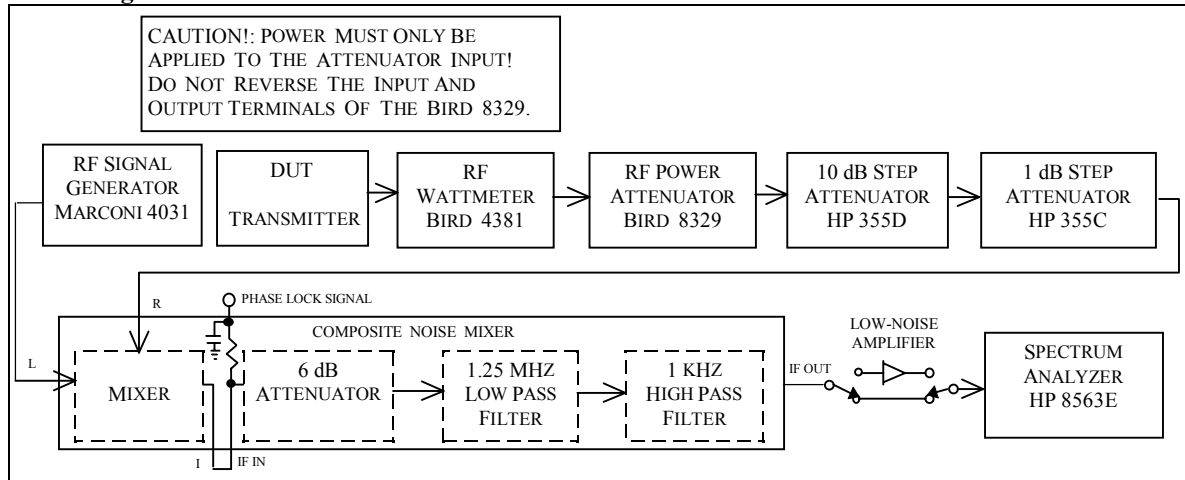 CAUTION!: POWER MUST ONLY BE
APPLIED TO THE ATTENUATOR INPUT!
DO NOT REVERSE THE INPUT AND
OUTPUT TERMINALS OF THE BIRD 8329.
RF SIGNAL
GENERATOR
MARCONI 4031
DUT
TRANSMITTER
RF
WATTMETER
BIRD 4381
RF POWER
ATTENUATOR
BIRD 8329
10 dB STEP
ATTENUATOR
HP 355D
1 dB STEP
ATTENUATOR
HP 355C
R
PHASE LOCK SIGNAL
COMPOSITE NOISE MIXER
L
MIXER
6 dB
ATTENUATOR
1.25 MHZ
LOW PASS
FILTER
1 KHZ
HIGH PASS
FILTER
IF OUT
LOW-NOISE
AMPLIFIER
SPECTRUM
ANALYZER
HP 8563E
I
IF IN